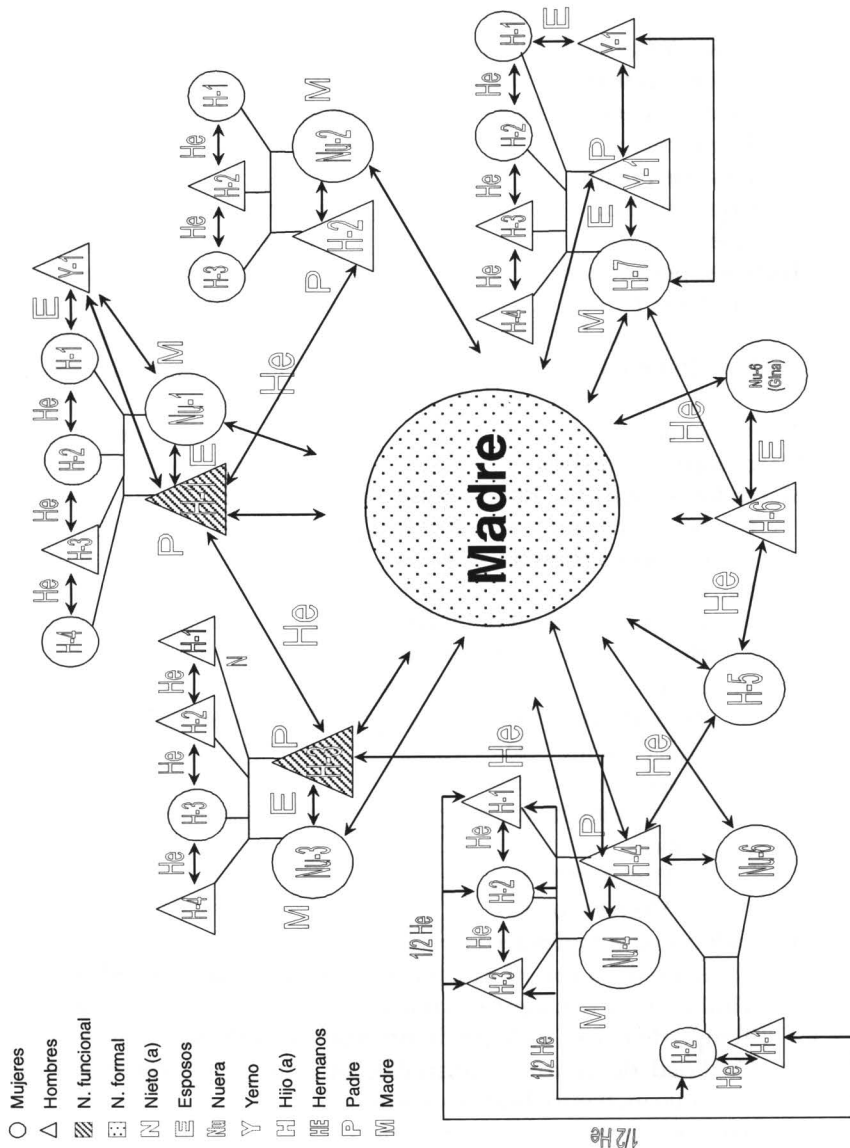 Mujeres
Hombres
N. funcional
N. formal
N Nieto (a)
E Esposos
Nu Nuera
Y Yerno
H Hijo (a)
HE Hermanos
P Padre
M Madre
Madre
H-4 He H-3 He H-2 He H-1 E Y-1
P E Nu-1 M
He
H-3 He H-2 He H-1
P H-2 Nu-2 M
He
H-4 He H-3 He H-2 He H-1
N
M Nu-3 E P
He
1/2 He
H-3 He H-2 He H-1
1/2 He
M Nu-4 H-4 P
Nu-6
H-2 He H-1
1/2 He
He
H-5
He
H-6 E Nu-6
(Gina)
He
H-4 He H-3 He H-2 He H-1
E
Y-1
M H-7 E Y-1 P